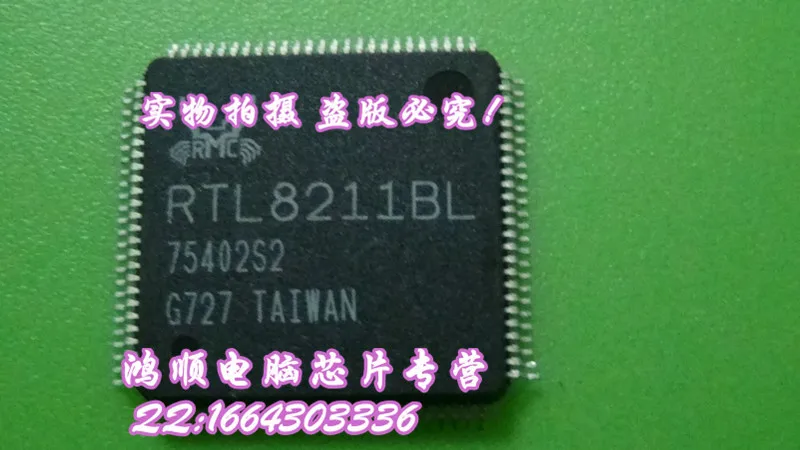 实物拍摄 盗版必究!
RMC
RTL8211BL
75402S2
G727 TAIWAN
鸿顺电脑芯片专营
QQ:1664303336